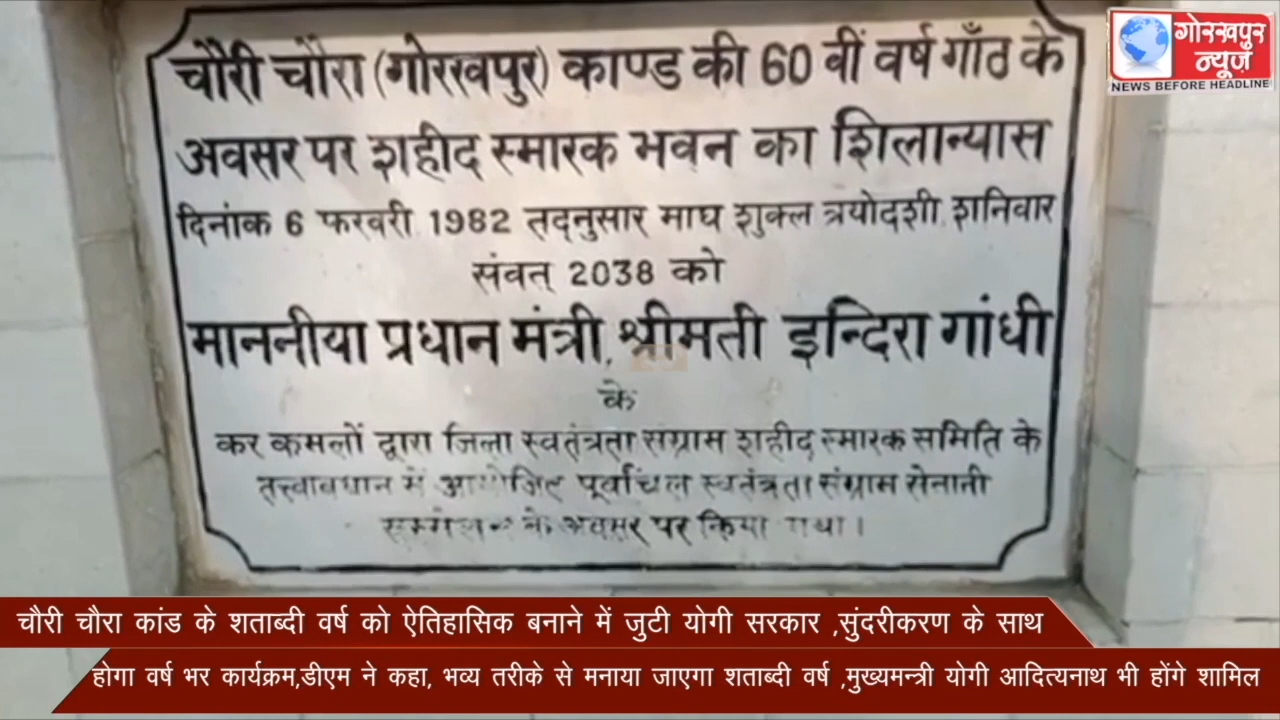 चौरी चौरा (गोरखपुर) काण्ड की 60 वीं वर्ष गाँठ के
अवसर पर शहीद स्मारक भवन का शिलान्यास
दिनांक 6 फरवरी 1982 तद्नुसार माघ शुक्ल त्रयोदशी, शनिवार
संवत् 2038 को
माननीया प्रधान मंत्री, श्रीमती इन्दिरा गांधी
के
कर कमलों द्वारा जिला स्वतंत्रता संग्राम शहीद स्मारक समिति के
तत्त्वावधान में आयोजित पूर्वांचल स्वतंत्रता संग्राम सेनानी
सम्मेलन के अवसर पर किया गया।
गोरखपुर
न्यूज़
NEWS BEFORE HEADLINE
चौरी चौरा कांड के शताब्दी वर्ष को ऐतिहासिक बनाने में जुटी योगी सरकार ,सुंदरीकरण के साथ
होगा वर्ष भर कार्यक्रम,डीएम ने कहा, भव्य तरीके से मनाया जाएगा शताब्दी वर्ष ,मुख्यमन्त्री योगी आदित्यनाथ भी होंगे शामिल